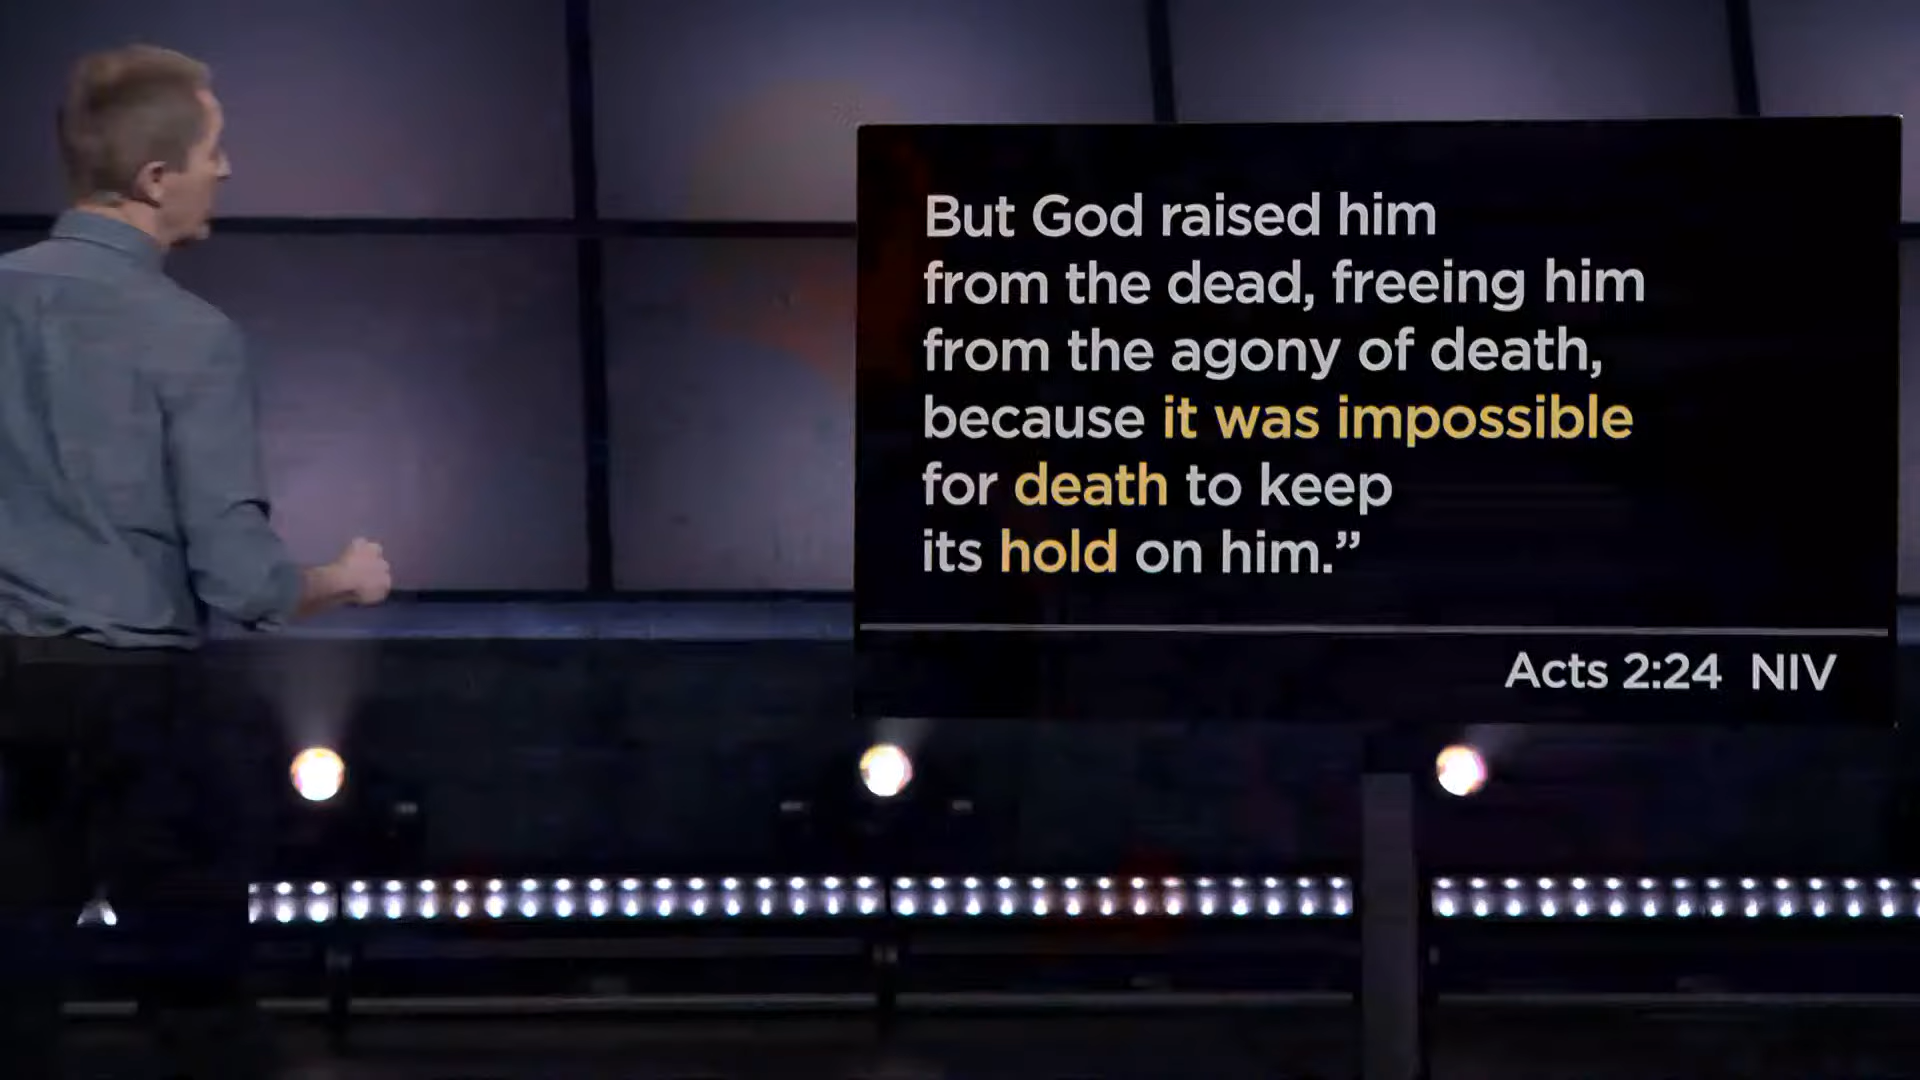 But God raised him
from the dead, freeing him
from the agony of death,
because it was impossible
for death to keep
its hold on him.”
Acts 2:24  NIV